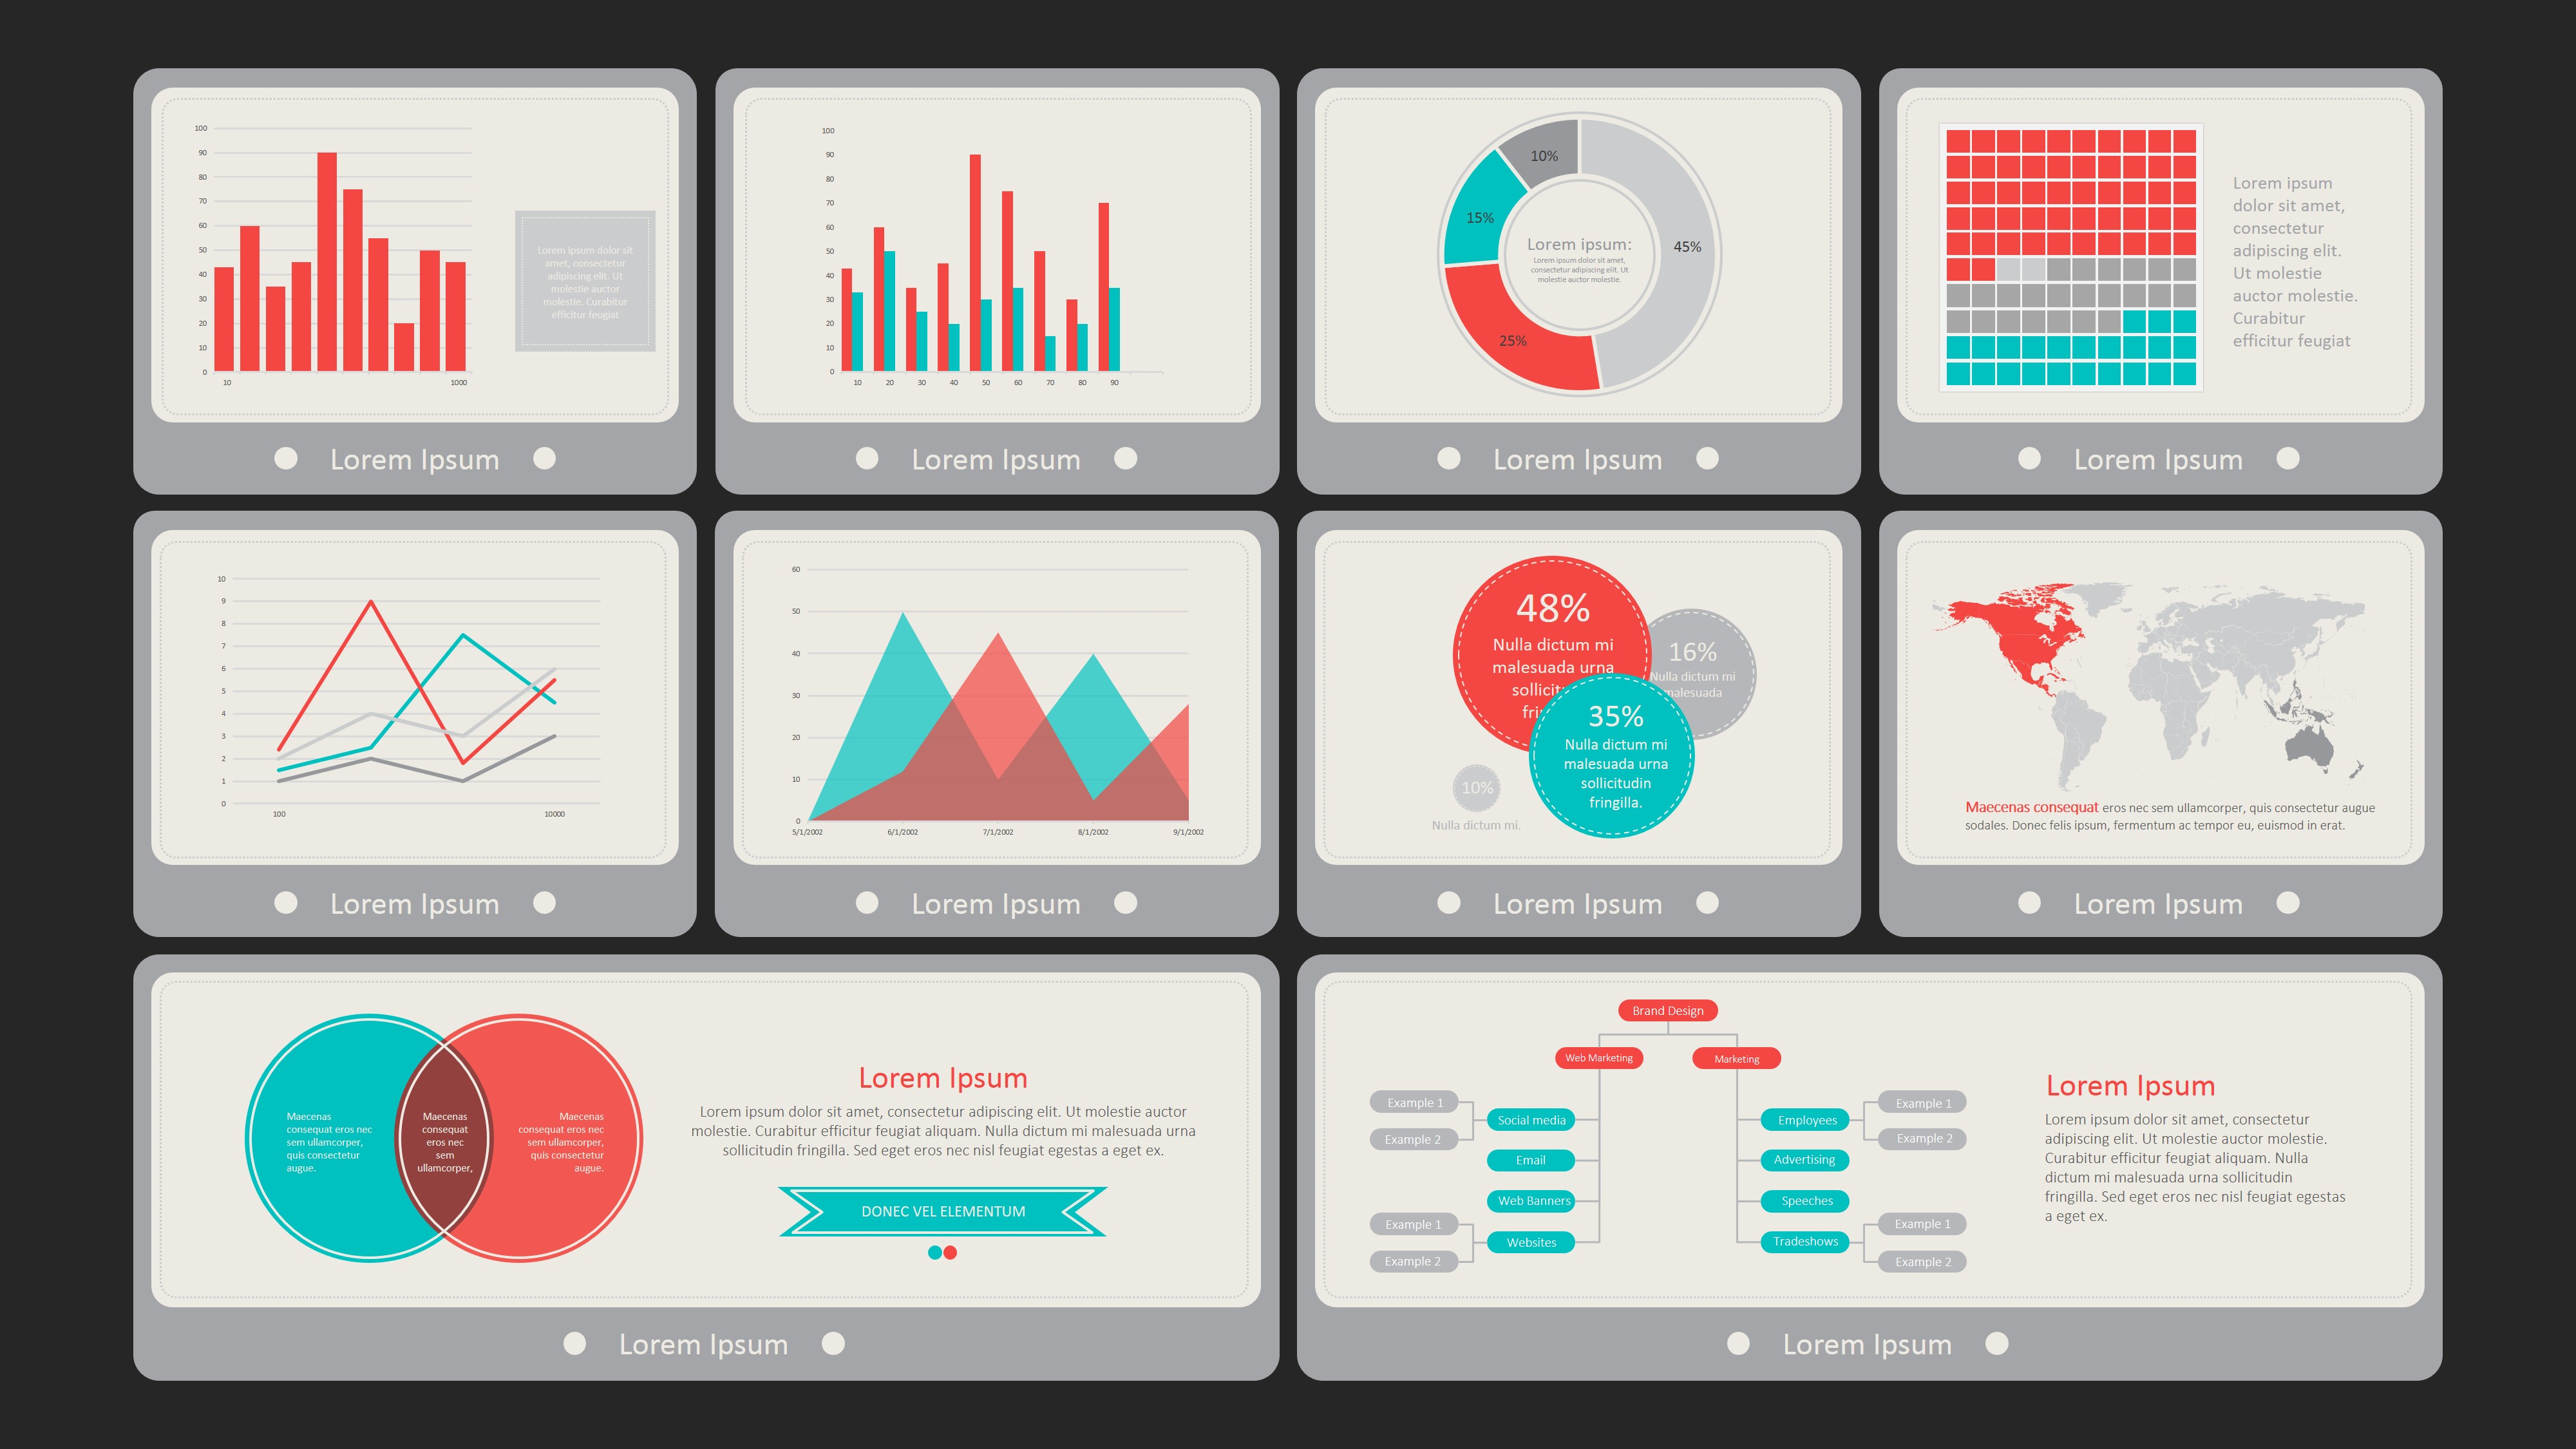 100
90
80
70
60
50
40
30
20
10
0
10
1000
Lorem ipsum dolor sit
amet, consectetur
adipiscing elit. Ut
molestie auctor
molestie. Curabitur
efficitur feugiat
Lorem Ipsum
100
90
80
70
60
50
40
30
20
10
0
10 20 30 40 50 60 70 80 90
Lorem Ipsum
10%
15%
45%
25%
Lorem ipsum:
Lorem ipsum dolor sit amet,
consectetur adipiscing elit. Ut
molestie auctor molestie.
Lorem Ipsum
Lorem ipsum
dolor sit amet,
consectetur
adipiscing elit.
Ut molestie
auctor molestie.
Curabitur
efficitur feugiat
Lorem Ipsum
10
9
8
7
6
5
4
3
2
1
0
100
10000
Lorem Ipsum
60
50
40
30
20
10
0
5/1/2002 6/1/2002 7/1/2002 8/1/2002 9/1/2002
Lorem Ipsum
48%
Nulla dictum mi
malesuada urna
sollicitu
frin
16%
Nulla dictum mi
malesuada
35%
Nulla dictum mi
malesuada urna
sollicitudin
fringilla.
10%
Nulla dictum mi.
Lorem Ipsum
Maecenas consequat eros nec sem ullamcorper, quis consectetur augue
sodales. Donec felis ipsum, fermentum ac tempor eu, euismod in erat.
Lorem Ipsum
Maecenas
consequat eros nec
sem ullamcorper,
quis consectetur
augue.
Maecenas
consequat
eros nec
sem
ullamcorper,
Maecenas
consequat eros nec
sem ullamcorper,
quis consectetur
augue.
Lorem Ipsum
Lorem ipsum dolor sit amet, consectetur adipiscing elit. Ut molestie auctor
molestie. Curabitur efficitur feugiat aliquam. Nulla dictum mi malesuada urna
sollicitudin fringilla. Sed eget eros nec nisl feugiat egestas a eget ex.
DONEC VEL ELEMENTUM
Lorem Ipsum
Brand Design
Web Marketing
Marketing
Example 1
Example 2
Social media
Email
Web Banners
Example 1
Example 2
Websites
Employees
Example 1
Example 2
Advertising
Speeches
Tradeshows
Example 1
Example 2
Lorem Ipsum
Lorem ipsum dolor sit amet, consectetur
adipiscing elit. Ut molestie auctor molestie.
Curabitur efficitur feugiat aliquam. Nulla
dictum mi malesuada urna sollicitudin
fringilla. Sed eget eros nec nisl feugiat egestas
a eget ex.
Lorem Ipsum